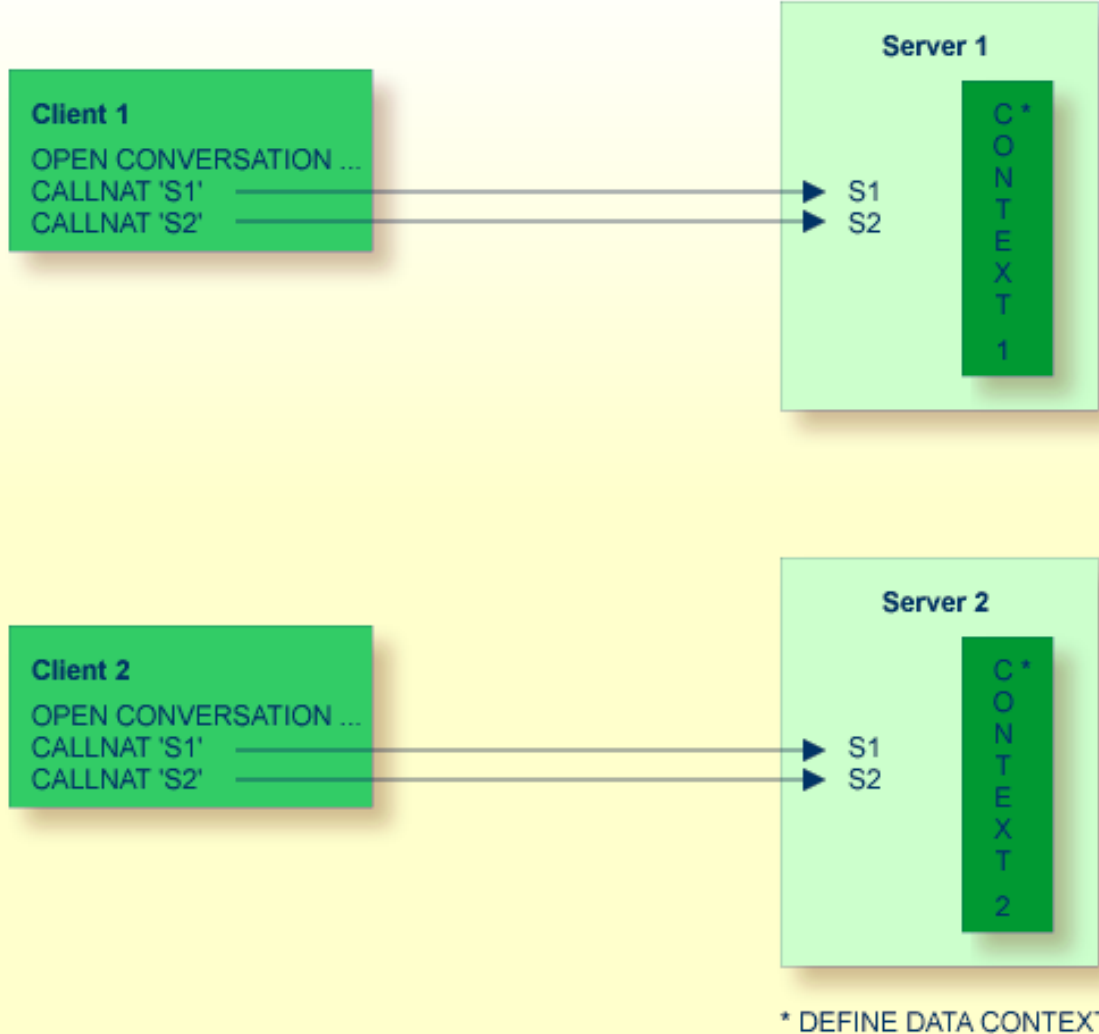 Server 1
Client 1
OPEN CONVERSATION ...
CALLNAT 'S1'
CALLNAT 'S2'
S1
S2
C *
O
N
T
E
X
T
1
Server 2
Client 2
OPEN CONVERSATION ...
CALLNAT 'S1'
CALLNAT 'S2'
S1
S2
C *
O
N
T
E
X
T
2
* DEFINE DATA CONTEXT